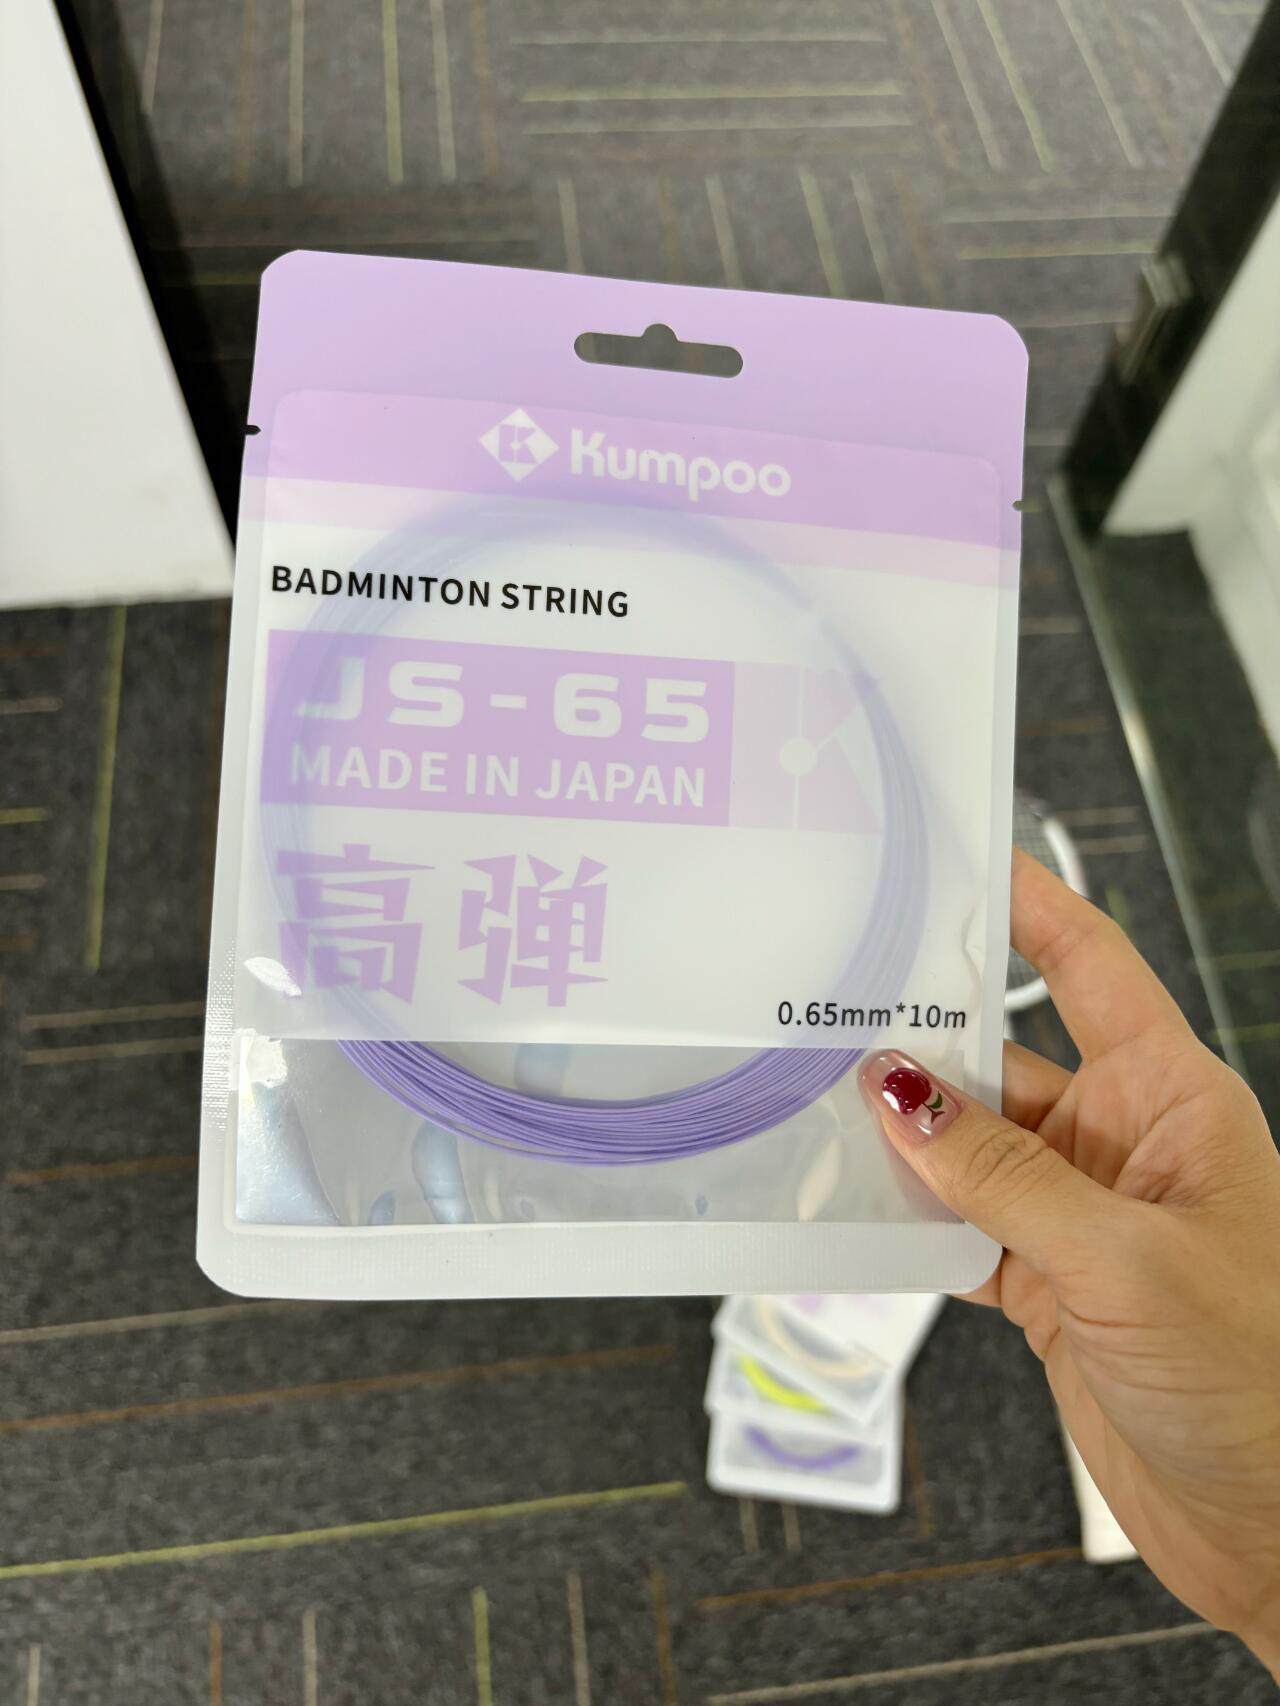 Kumpoo
BADMINTON STRING
JS-65
MADE IN JAPAN
高弹
0.65mm*10m